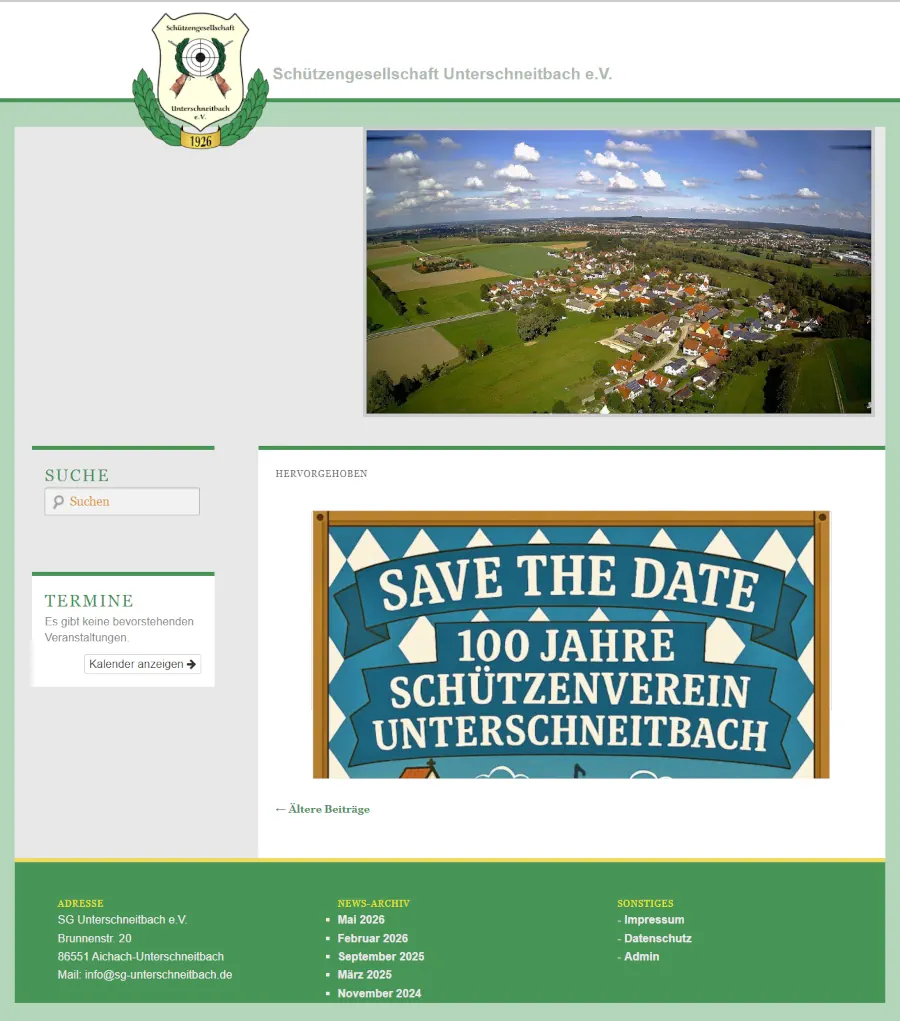 Schützengesellschaft
Unterschneitbach
e.V.
1926
Schützengesellschaft Unterschneitbach e.V.
SUCHE
Suchen
TERMINE
Es gibt keine bevorstehenden
Veranstaltungen.
Kalender anzeigen →
HERVORGEHOBEN
SAVE THE DATE
100 JAHRE
SCHÜTZENVEREIN
UNTERSCHNEITBACH
← Ältere Beiträge
ADRESSE
SG Unterschneitbach e.V.
Brunnenstr. 20
86551 Aichach-Unterschneitbach
Mail: info@sg-unterschneitbach.de
NEWS-ARCHIV
▪ Mai 2026
▪ Februar 2026
▪ September 2025
▪ März 2025
▪ November 2024
SONSTIGES
- Impressum
- Datenschutz
- Admin